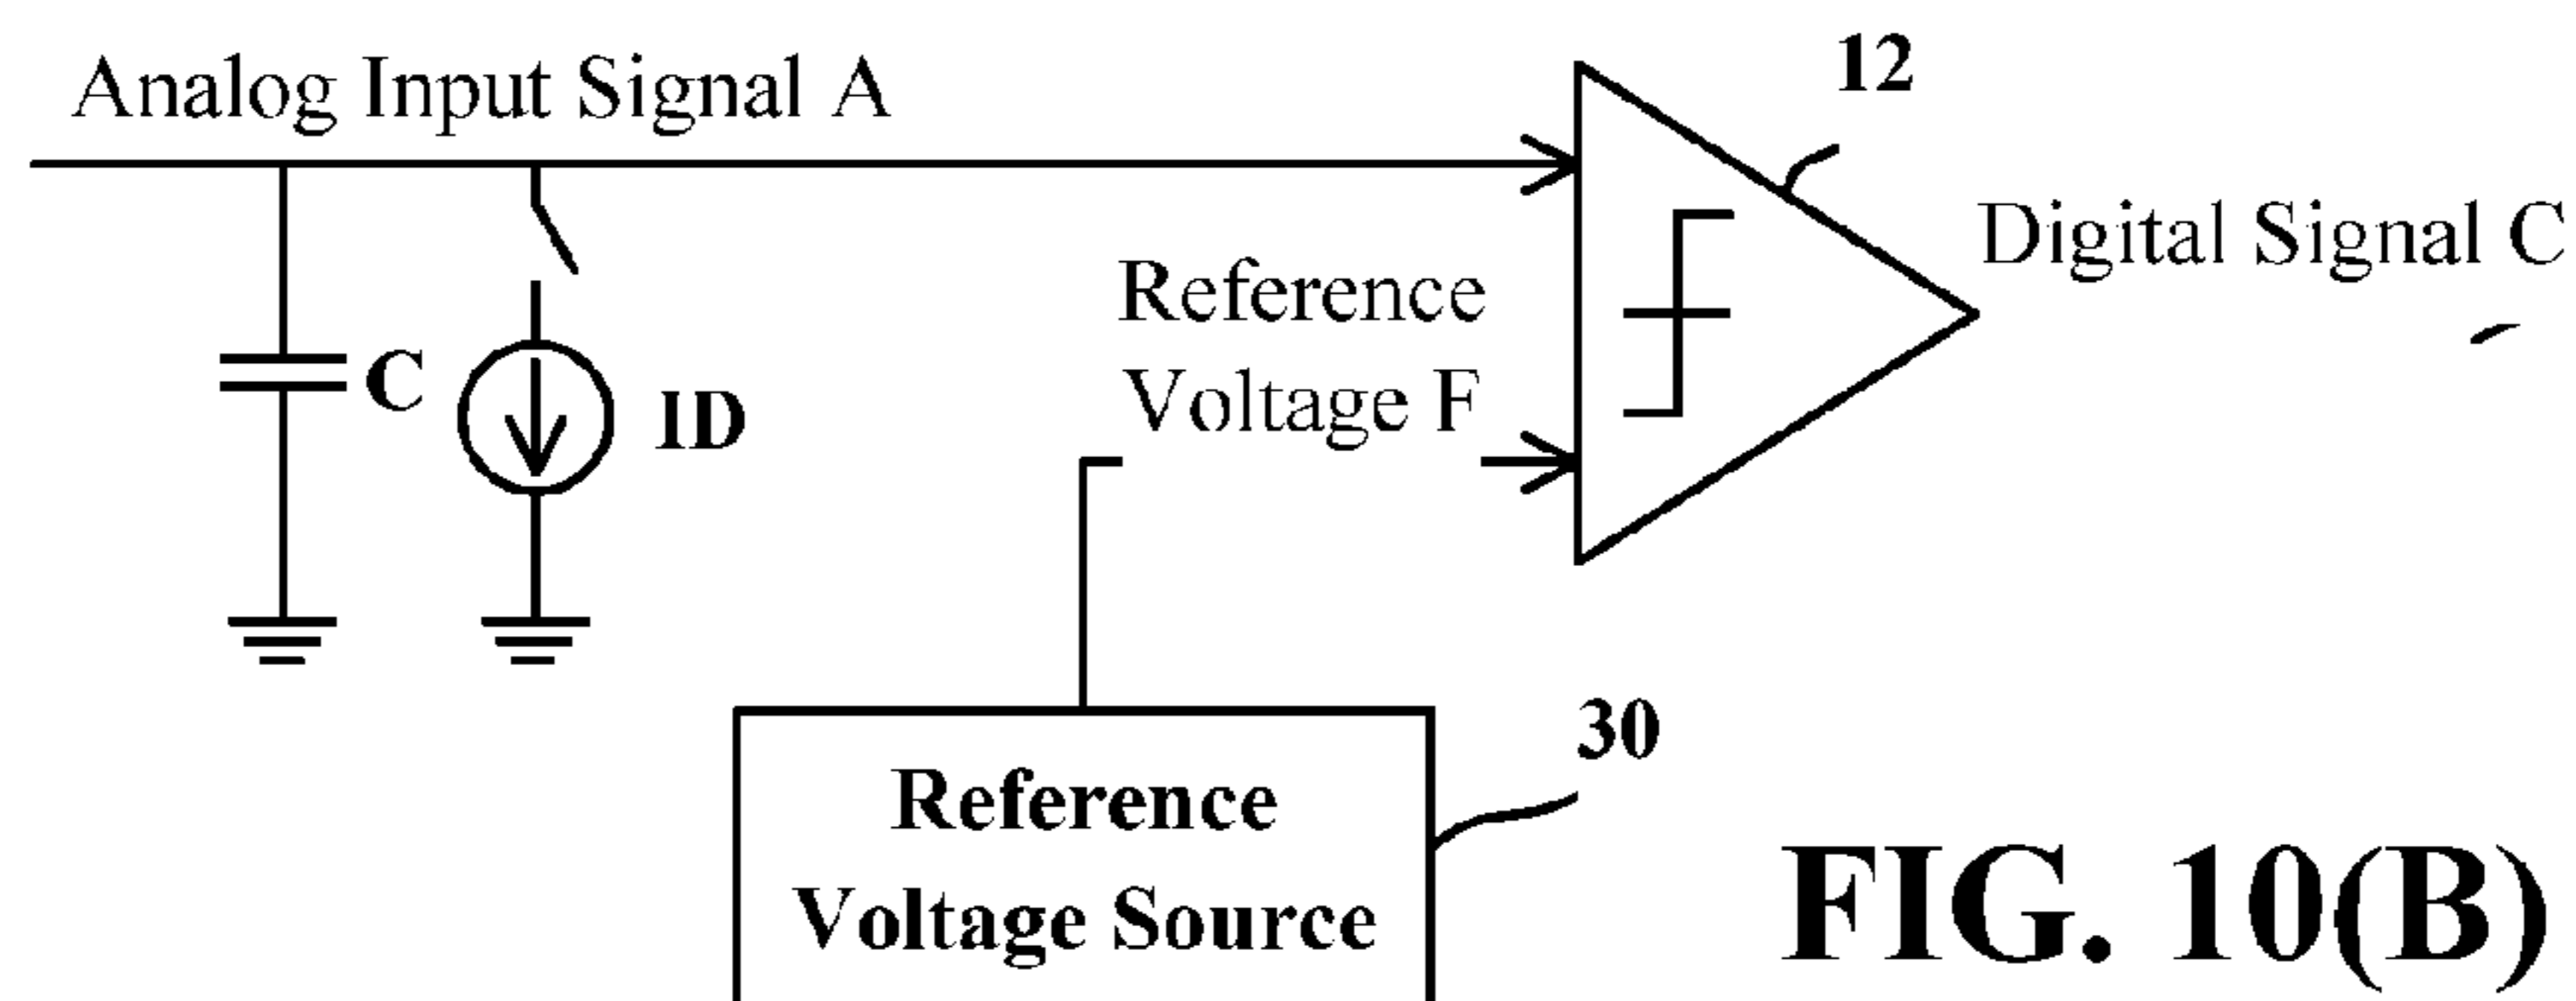 Analog Input Signal A
12
Digital Signal C
Reference
Voltage F
C
ID
30
Reference
Voltage Source
FIG. 10(B)